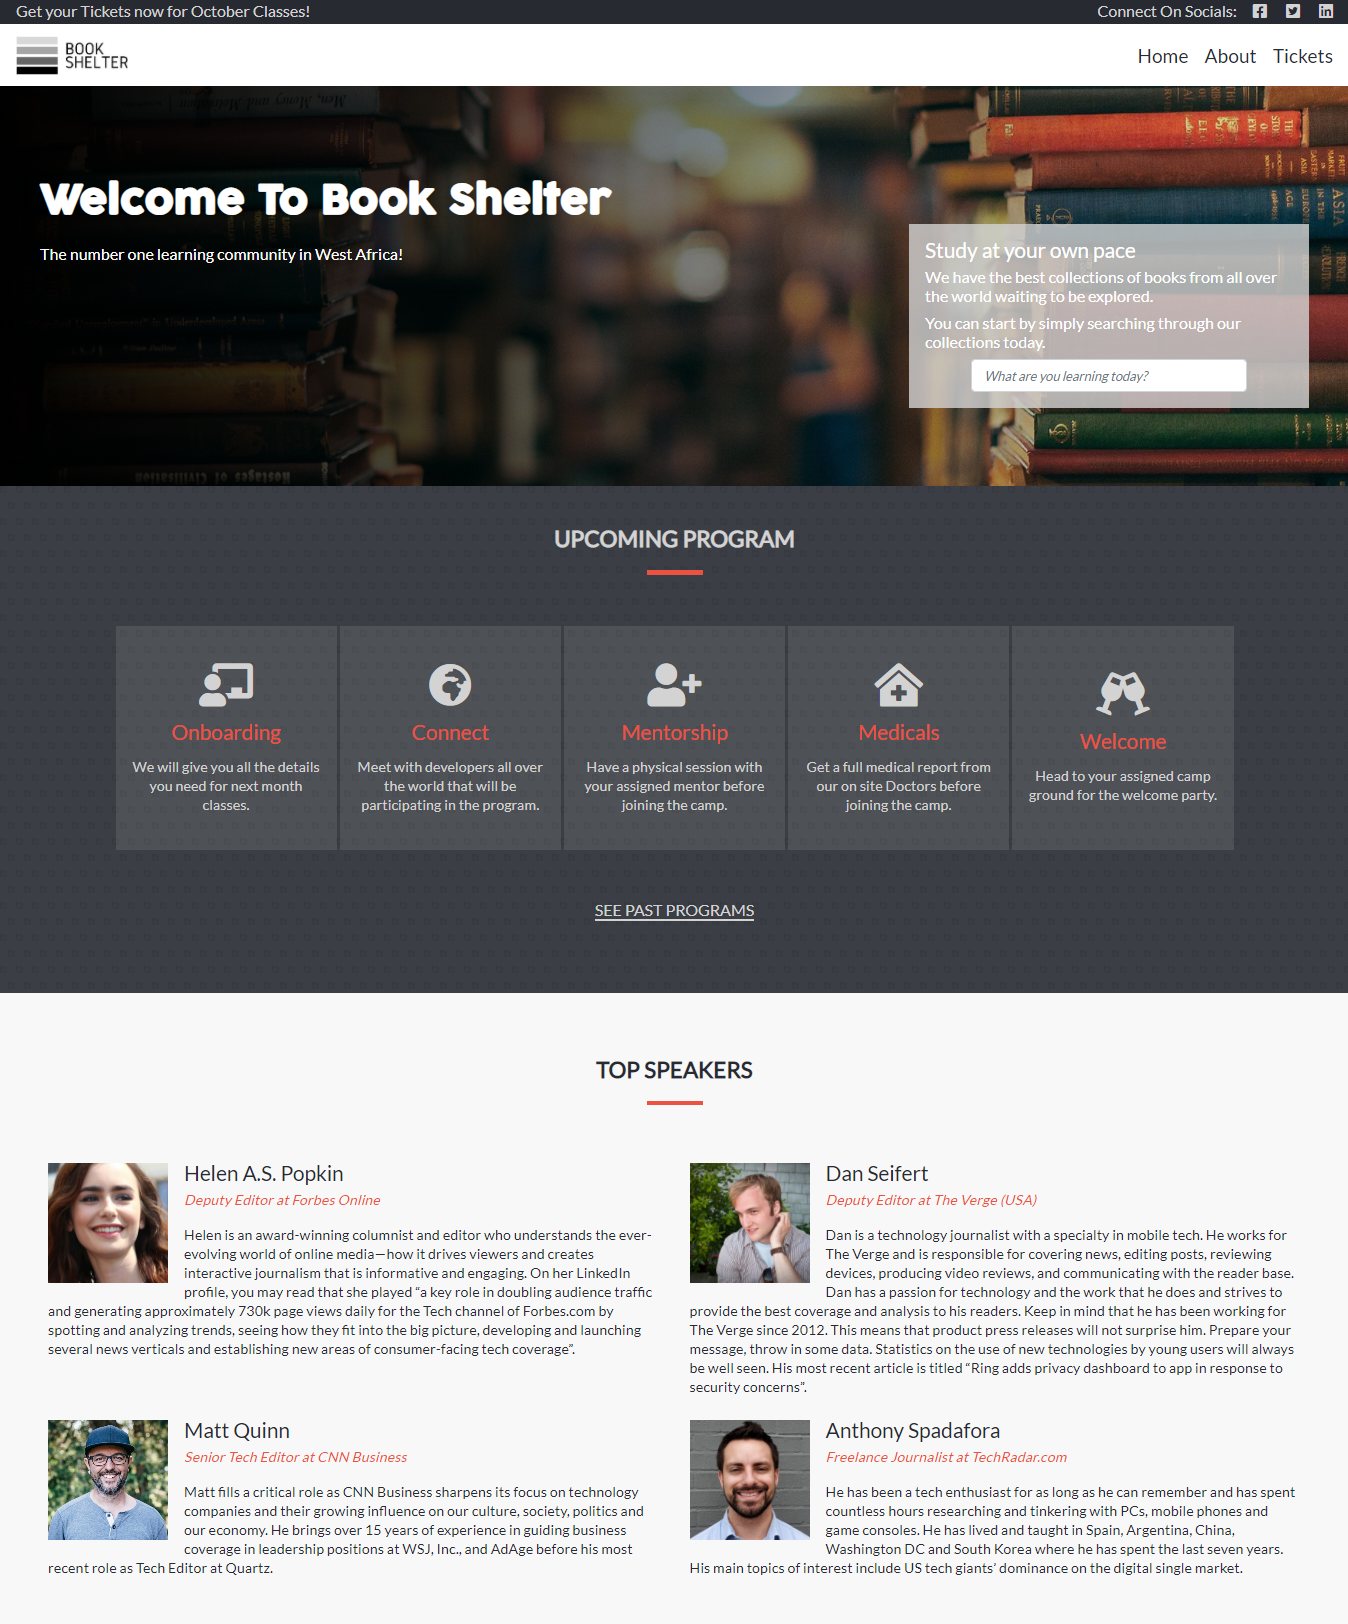 Get your Tickets now for October Classes!
Connect On Socials:
BOOK
SHELTER
Home About Tickets
Welcome To Book Shelter
The number one learning community in West Africa!
Study at your own pace
We have the best collections of books from all over
the world waiting to be explored.
You can start by simply searching through our
collections today.
What are you learning today?
UPCOMING PROGRAM
Onboarding
We will give you all the details
you need for next month
classes.
Connect
Meet with developers all over
the world that will be
participating in the program.
Mentorship
Have a physical session with
your assigned mentor before
joining the camp.
Medicals
Get a full medical report from
our on site Doctors before
joining the camp.
Welcome
Head to your assigned camp
ground for the welcome party.
SEE PAST PROGRAMS
TOP SPEAKERS
Helen A.S. Popkin
Deputy Editor at Forbes Online
Helen is an award-winning columnist and editor who understands the ever-
evolving world of online media—how it drives viewers and creates
interactive journalism that is informative and engaging. On her LinkedIn
profile, you may read that she played “a key role in doubling audience traffic
and generating approximately 730k page views daily for the Tech channel of Forbes.com by
spotting and analyzing trends, seeing how they fit into the big picture, developing and launching
several news verticals and establishing new areas of consumer-facing tech coverage”.
Dan Seifert
Deputy Editor at The Verge (USA)
Dan is a technology journalist with a specialty in mobile tech. He works for
The Verge and is responsible for covering news, editing posts, reviewing
devices, producing video reviews, and communicating with the reader base.
Dan has a passion for technology and the work that he does and strives to
provide the best coverage and analysis to his readers. Keep in mind that he has been working for
The Verge since 2012. This means that product press releases will not surprise him. Prepare your
message, throw in some data. Statistics on the use of new technologies by young users will always
be well seen. His most recent article is titled “Ring adds privacy dashboard to app in response to
security concerns”.
Matt Quinn
Senior Tech Editor at CNN Business
Matt fills a critical role as CNN Business sharpens its focus on technology
companies and their growing influence on our culture, society, politics and
our economy. He brings over 15 years of experience in guiding business
coverage in leadership positions at WSJ, Inc., and AdAge before his most
recent role as Tech Editor at Quartz.
Anthony Spadafora
Freelance Journalist at TechRadar.com
He has been a tech enthusiast for as long as he can remember and has spent
countless hours researching and tinkering with PCs, mobile phones and
game consoles. He has lived and taught in Spain, Argentina, China,
Washington DC and South Korea where he has spent the last seven years.
His main topics of interest include US tech giants’ dominance on the digital single market.